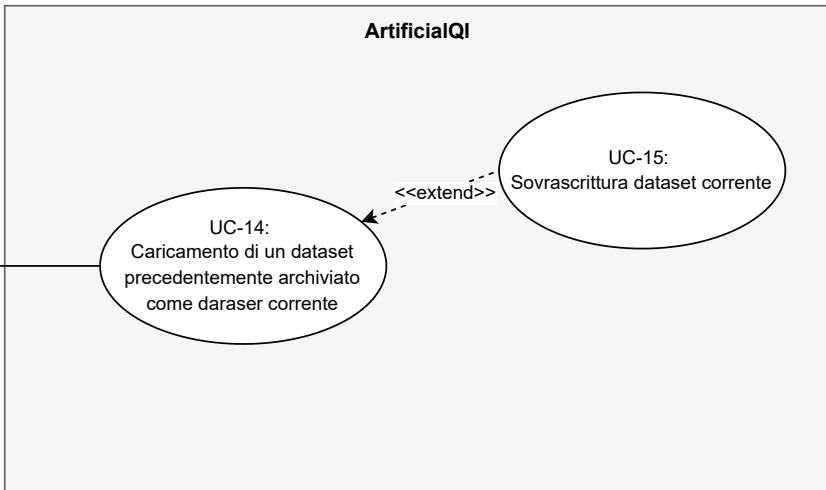 ArtificialQI
UC-15:
Sovrascrittura dataset corrente
<<extend>>
UC-14:
Caricamento di un dataset
precedentemente archiviato
come daraser corrente